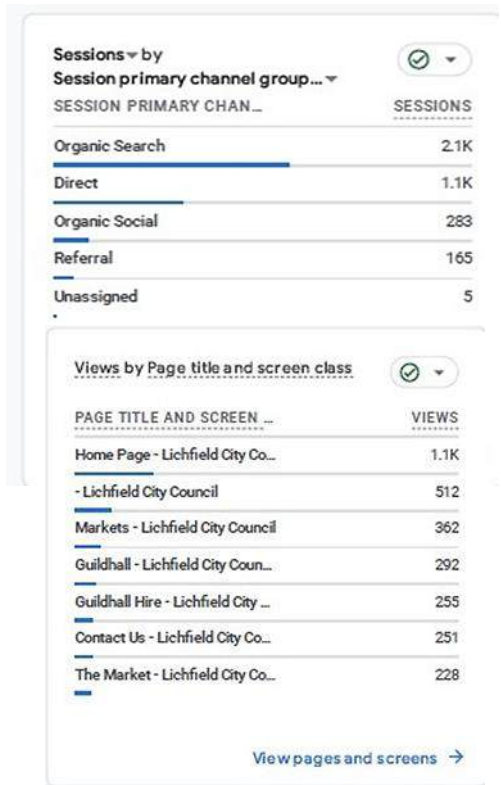 Sessions by
Session primary channel group...
SESSION PRIMARY CHAN... SESSIONS
Organic Search 2.1K
Direct 1.1K
Organic Social 283
Referral 165
Unassigned 5
Views by Page title and screen class
PAGE TITLE AND SCREEN ... VIEWS
Home Page - Lichfield City Co... 1.1K
- Lichfield City Council 512
Markets - Lichfield City Council 362
Guildhall - Lichfield City Coun... 292
Guildhall Hire - Lichfield City ... 255
Contact Us - Lichfield City Co... 251
The Market - Lichfield City Co... 228
View pages and screens →